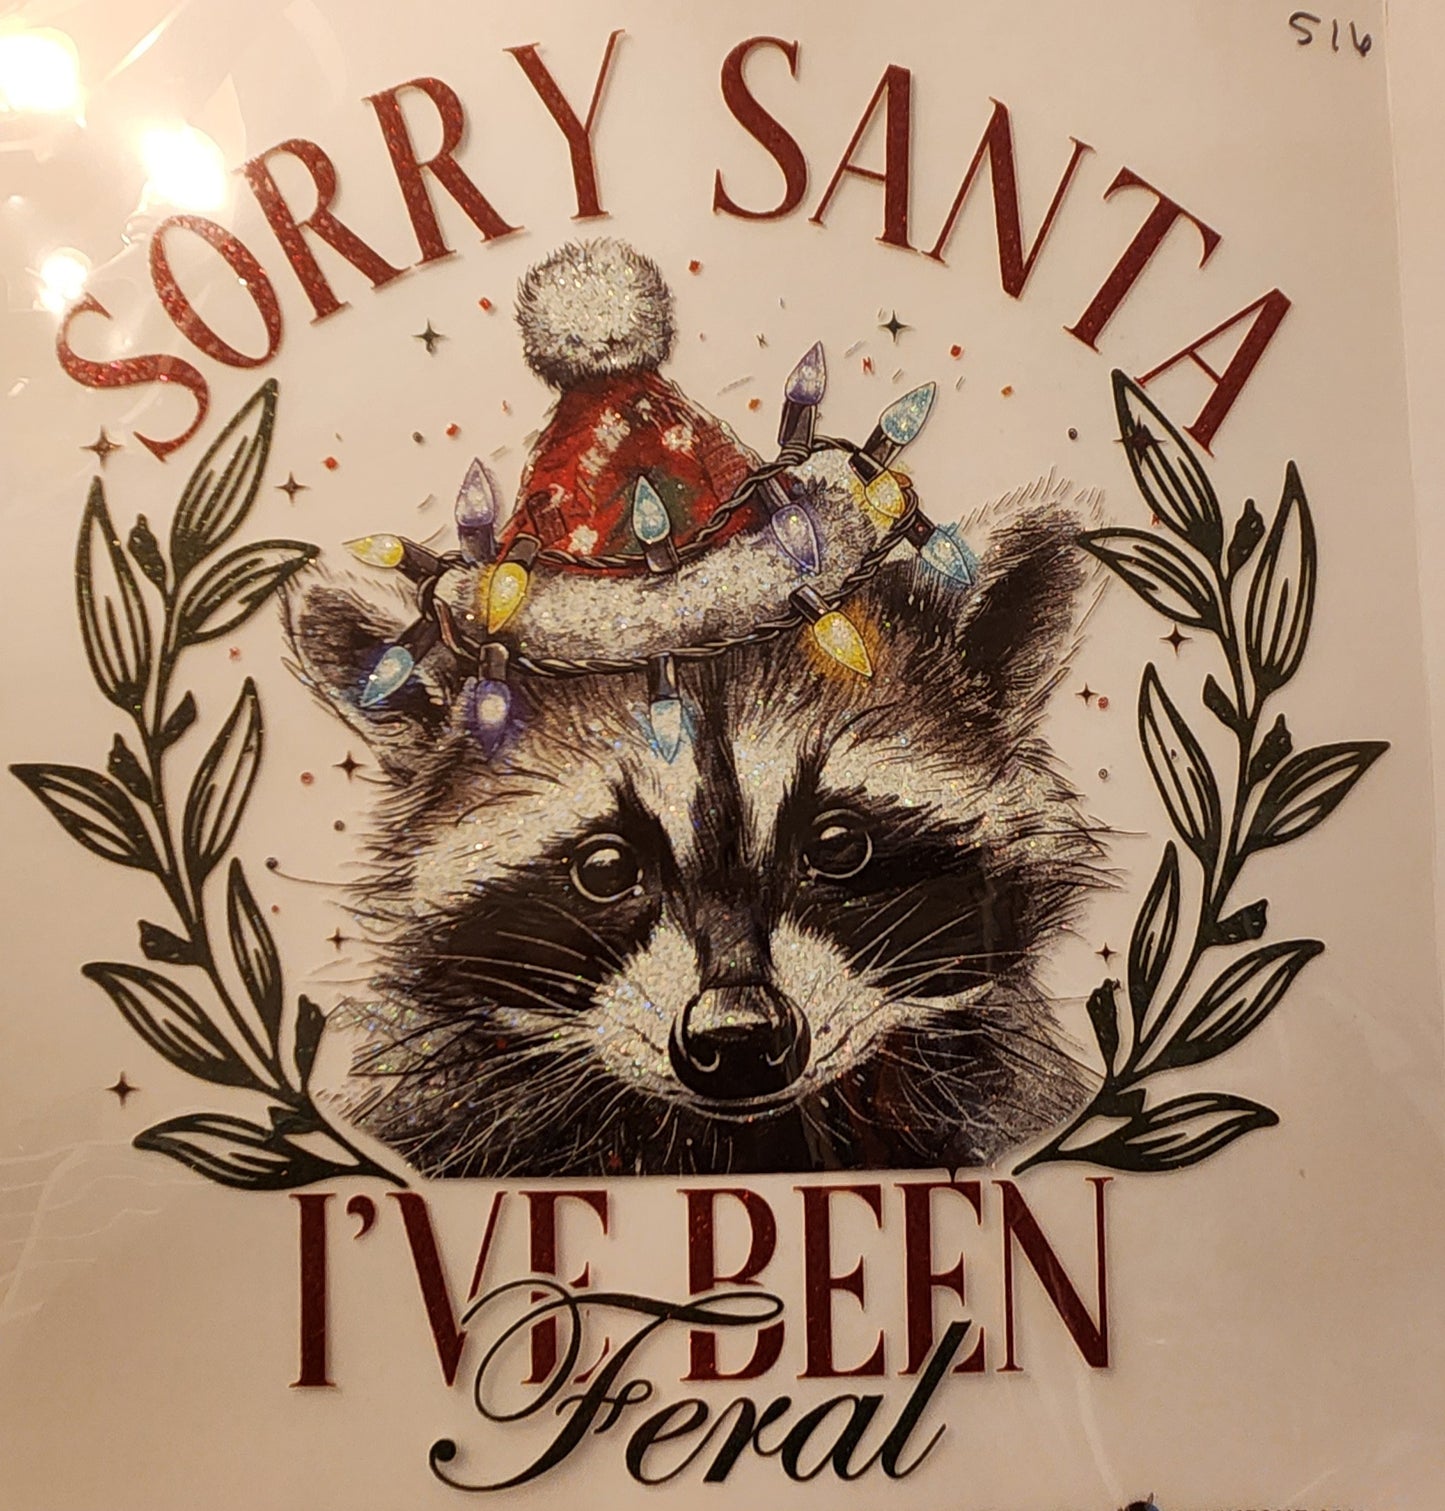 516
SORRY SANTA
I'VE BEEN
Feral